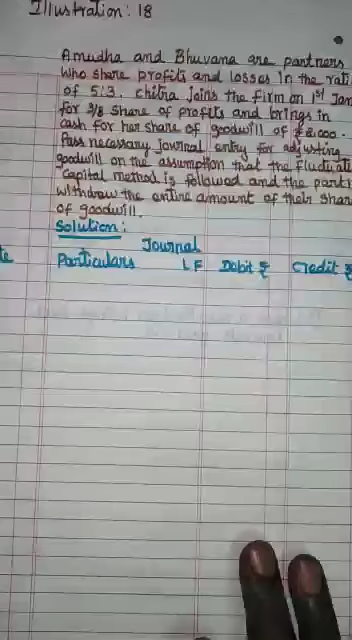 Illustration: 18
Amudha and Bhuvana are partners
who share profits and losses in the rati
of 5:3. chitra joins the firm on 1st Jan
for 3/8 share of profits and brings in
cash for her share of goodwill of ₹ 8,000.
Pass necessary journal entry for adjusting
goodwill on the assumption that the fluctuati
capital method is followed and the partn
withdraw the entire amount of their shar
of goodwill.
Solution:
Journal
te Particulars L F Debit ₹ Credit ₹